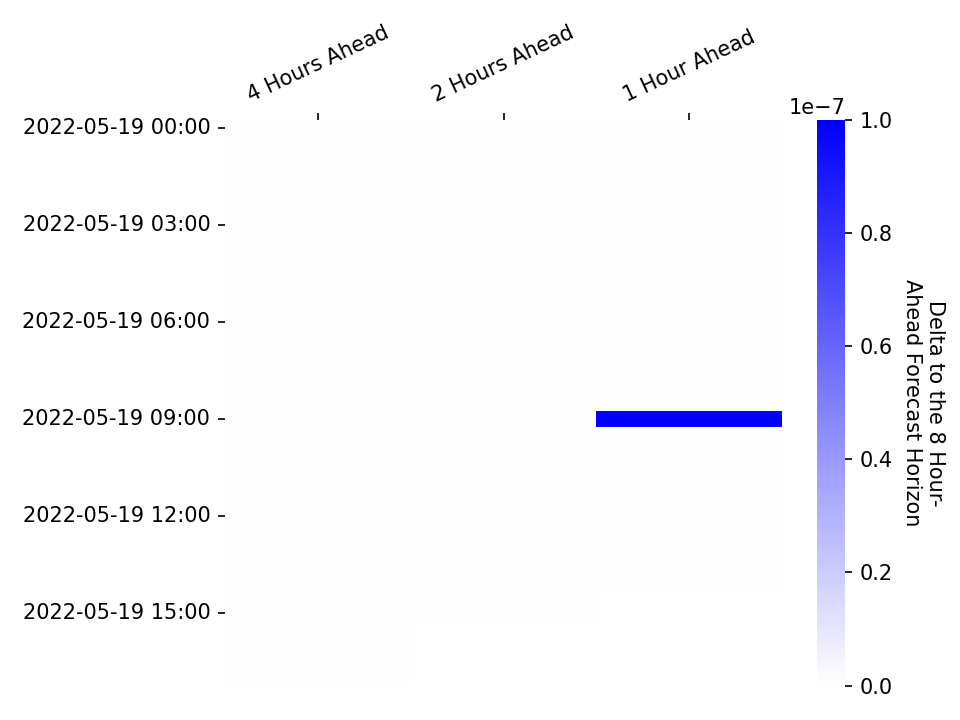 4 Hours Ahead
2 Hours Ahead
1 Hour Ahead
1e−7
2022-05-19 00:00
2022-05-19 03:00
2022-05-19 06:00
2022-05-19 09:00
2022-05-19 12:00
2022-05-19 15:00
1.0
0.8
0.6
0.4
0.2
0.0
Delta to the 8 Hour-
Ahead Forecast Horizon